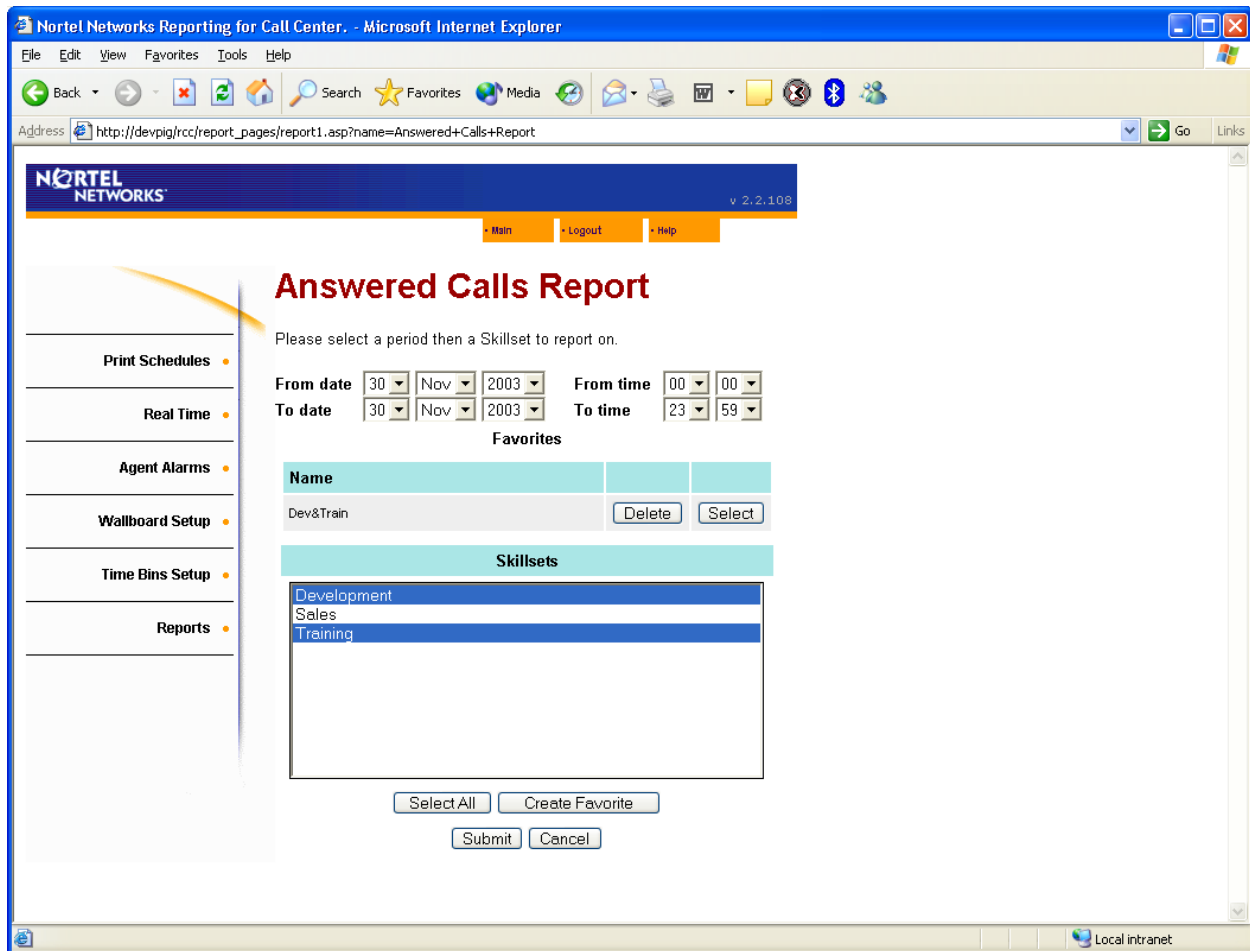 Nortel Networks Reporting for Call Center. - Microsoft Internet Explorer
File Edit View Favorites Tools Help
Back Search Favorites Media
Address http://devpig/rcc/report_pages/report1.asp?name=Answered+Calls+Report Go Links
NORTEL
NETWORKS
v 2.2.108
• Main • Logout • Help
Answered Calls Report
Please select a period then a Skillset to report on.
From date 30 Nov 2003 From time 00 00
To date 30 Nov 2003 To time 23 59
Favorites
Name
Dev&Train Delete Select
Skillsets
Development
Sales
Training
Select All Create Favorite
Submit Cancel
Print Schedules
Real Time
Agent Alarms
Wallboard Setup
Time Bins Setup
Reports
Local intranet